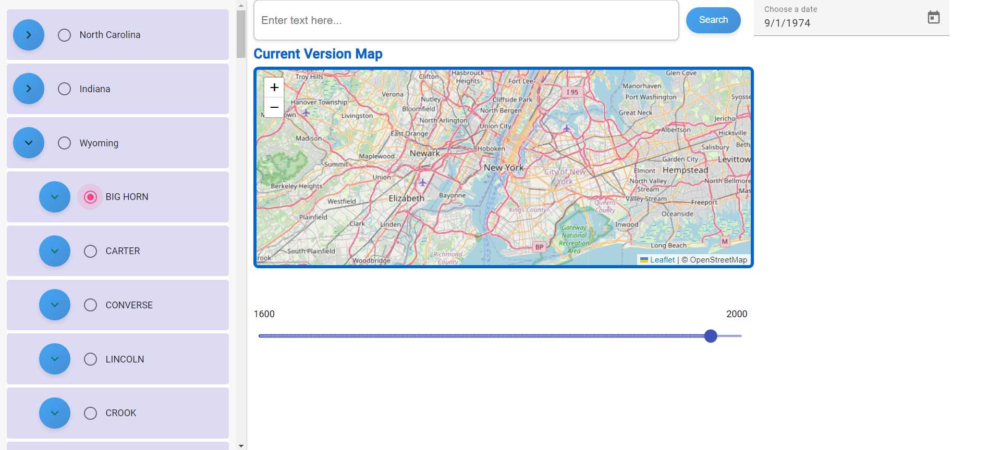 North Carolina
Indiana
Wyoming
BIG HORN
CARTER
CONVERSE
LINCOLN
CROOK
Enter text here...
Search
Choose a date
9/1/1974
Current Version Map
+
−
Troy Hills
Clifton
Hasbrouck
Heights
Fort Lee
Glen Cove
I 95
Manorhaven
Port Washington
Syosse
Hanover Township
Verona
Nutley
Cliffside Park
Bloomfield
North Bergen
Livingston
Great Neck
North Arlington
Jericho
Union City
Albertson
Hicksville
East Orange
Madison
Hoboken
Salisbury
Beth
Maplewood
Newark
Garden City
Levittow
Summit
New York
City of New
York
Elmont
Hempstead
Union
North Valley
Stream
North Bellmore
Berkeley Heights
Bayonne
Elizabeth
Westfield
Valley Stream
Freeport
Mas
Queens
County
Kings County
Oceanside
Plainfield
Clark
Linden
Inwood
Gateway
National
Recreation
Area
BP
M
Long Beach
rook
South Plainfield
Woodbridge
Richmond
County
Leaflet | © OpenStreetMap
1600
2000